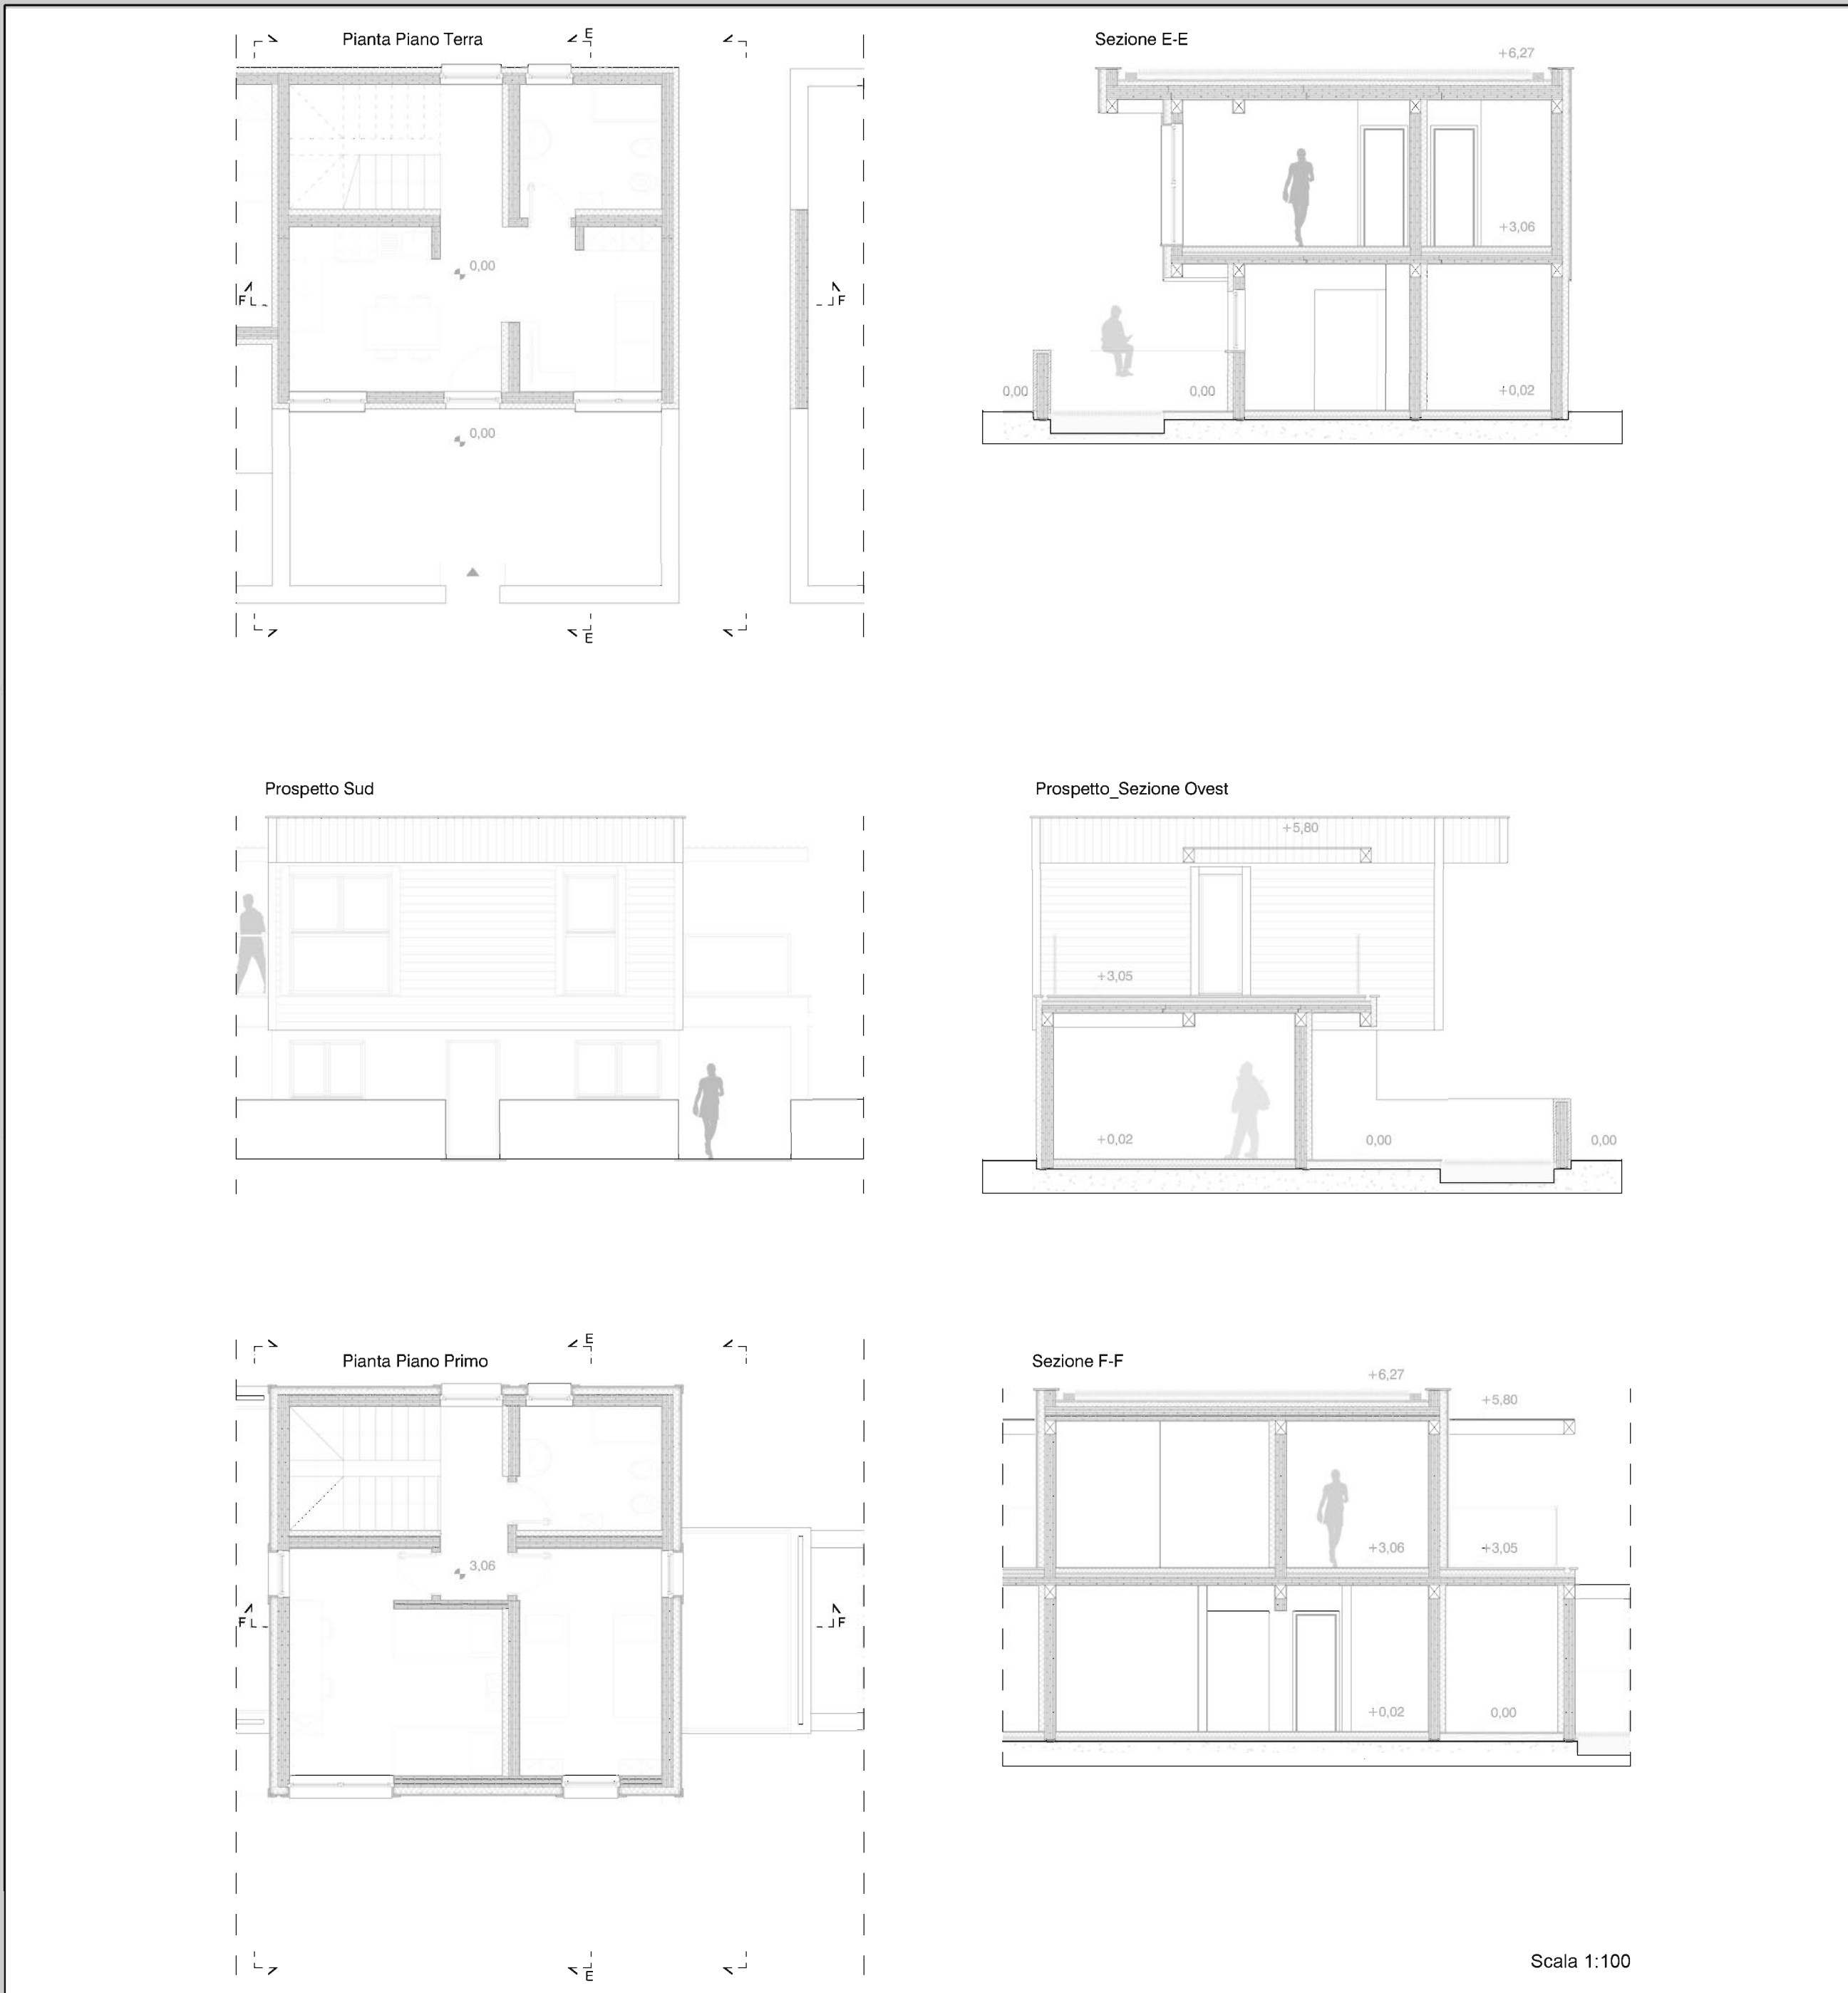 Pianta Piano Terra
E
0,00
F
F
0,00
E
Sezione E-E
+6,27
+3,06
0,00
0,00
+0,02
Prospetto Sud
Prospetto_Sezione Ovest
+5,80
+3,05
+0,02
0,00
0,00
E
Pianta Piano Primo
3,06
F
F
E
Sezione F-F
+6,27
+5,80
+3,06
+3,05
+0,02
0,00
Scala 1:100